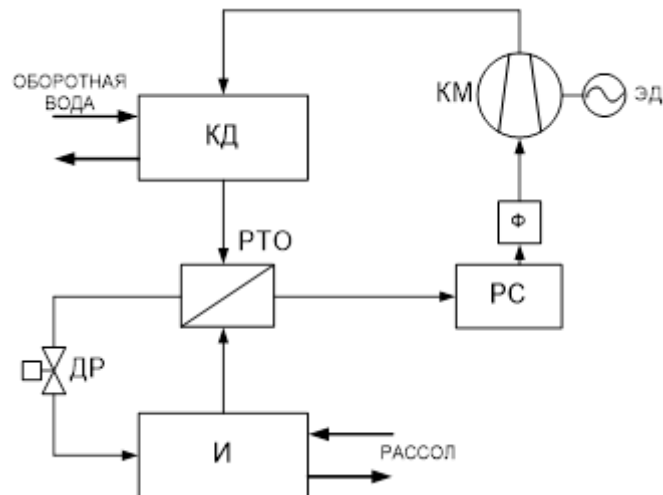 ОБОРОТНАЯ
ВОДА
КД
КМ
ЭД
Ф
РТО
РС
ДР
И
РАССОЛ